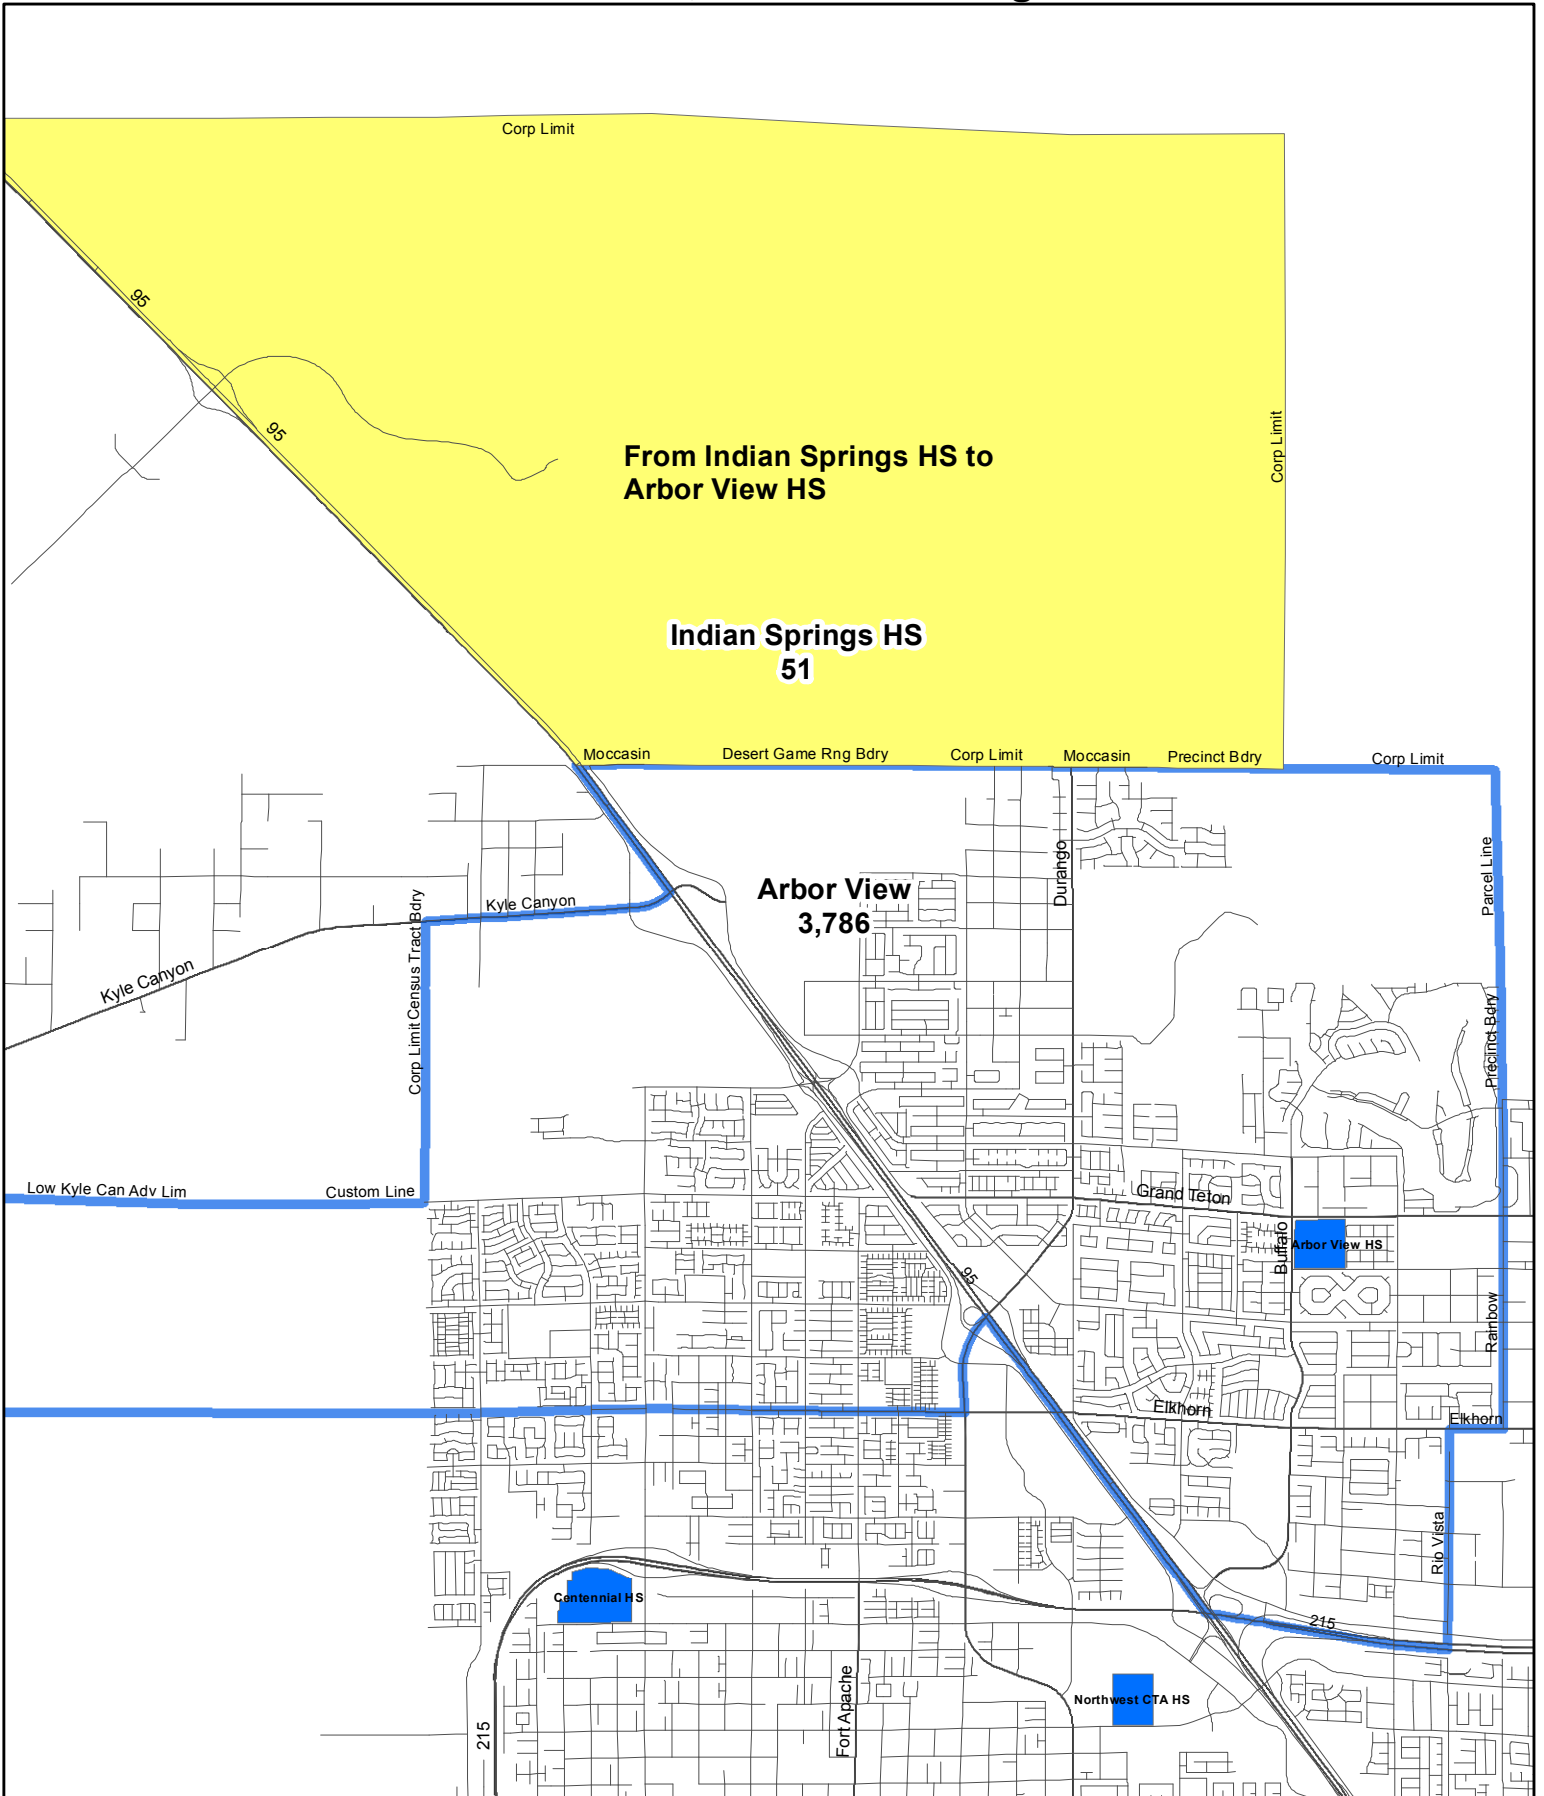 Corp Limit
95
95
Corp Limit
From Indian Springs HS to
Arbor View HS
Indian Springs HS
51
Moccasin
Desert Game Rng Bdry
Corp Limit
Moccasin
Precinct Bdry
Corp Limit
Durango
Parcel Line
Arbor View
3,786
Kyle Canyon
Kyle Canyon
Corp Limit
Census Tract Bdry
Precinct Bdry
Low Kyle Can Adv Lim
Custom Line
Grand Teton
Buffalo
Arbor View HS
95
Rainbow
Elkhorn
Elkhorn
Rio Vista
Centennial HS
215
Northwest CTA HS
Fort Apache
215